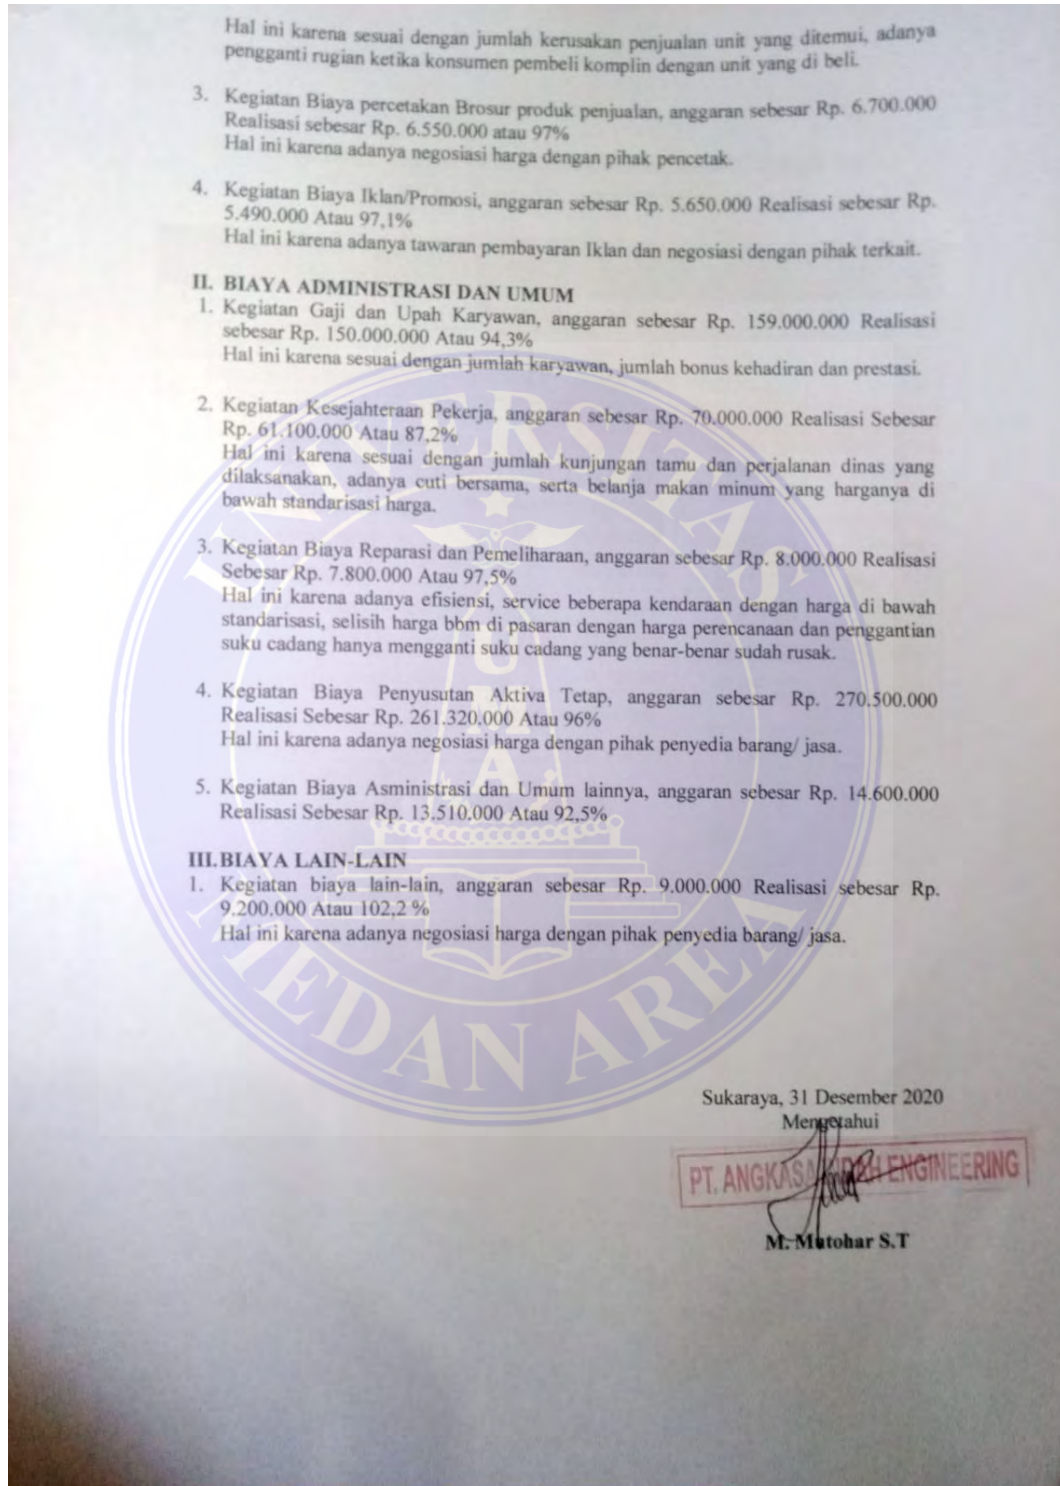 Hal ini karena sesuai dengan jumlah kerusakan penjualan unit yang ditemui, adanya
pengganti rugian ketika konsumen pembeli komplin dengan unit yang di beli.
3. Kegiatan Biaya percetakan Brosur produk penjualan, anggaran sebesar Rp. 6.700.000
Realisasi sebesar Rp. 6.550.000 atau 97%
Hal ini karena adanya negosiasi harga dengan pihak pencetak.
4. Kegiatan Biaya Iklan/Promosi, anggaran sebesar Rp. 5.650.000 Realisasi sebesar Rp.
5.490.000 Atau 97,1%
Hal ini karena adanya tawaran pembayaran Iklan dan negosiasi dengan pihak terkait.
II. BIAYA ADMINISTRASI DAN UMUM
1. Kegiatan Gaji dan Upah Karyawan, anggaran sebesar Rp. 159.000.000 Realisasi
sebesar Rp. 150.000.000 Atau 94,3%
Hal ini karena sesuai dengan jumlah karyawan, jumlah bonus kehadiran dan prestasi.
2. Kegiatan Kesejahteraan Pekerja, anggaran sebesar Rp. 70.000.000 Realisasi Sebesar
Rp. 61.100.000 Atau 87,2%
Hal ini karena sesuai dengan jumlah kunjungan tamu dan perjalanan dinas yang
dilaksanakan, adanya cuti bersama, serta belanja makan minum yang harganya di
bawah standarisasi harga.
3. Kegiatan Biaya Reparasi dan Pemeliharaan, anggaran sebesar Rp. 8.000.000 Realisasi
Sebesar Rp. 7.800.000 Atau 97,5%
Hal ini karena adanya efisiensi, service beberapa kendaraan dengan harga di bawah
standarisasi, selisih harga bbm di pasaran dengan harga perencanaan dan penggantian
suku cadang hanya mengganti suku cadang yang benar-benar sudah rusak.
4. Kegiatan Biaya Penyusutan Aktiva Tetap, anggaran sebesar Rp. 270.500.000
Realisasi Sebesar Rp. 261.320.000 Atau 96%
Hal ini karena adanya negosiasi harga dengan pihak penyedia barang/ jasa.
5. Kegiatan Biaya Asministrasi dan Umum lainnya, anggaran sebesar Rp. 14.600.000
Realisasi Sebesar Rp. 13.510.000 Atau 92,5%
III. BIAYA LAIN-LAIN
1. Kegiatan biaya lain-lain, anggaran sebesar Rp. 9.000.000 Realisasi sebesar Rp.
9.200.000 Atau 102,2 %
Hal ini karena adanya negosiasi harga dengan pihak penyedia barang/ jasa.
UNIVERSITAS
UMA
MEDAN AREA
Sukaraya, 31 Desember 2020
Mengetahui
PT. ANGKASA INDAH ENGINEERING
M. Mutohar S.T